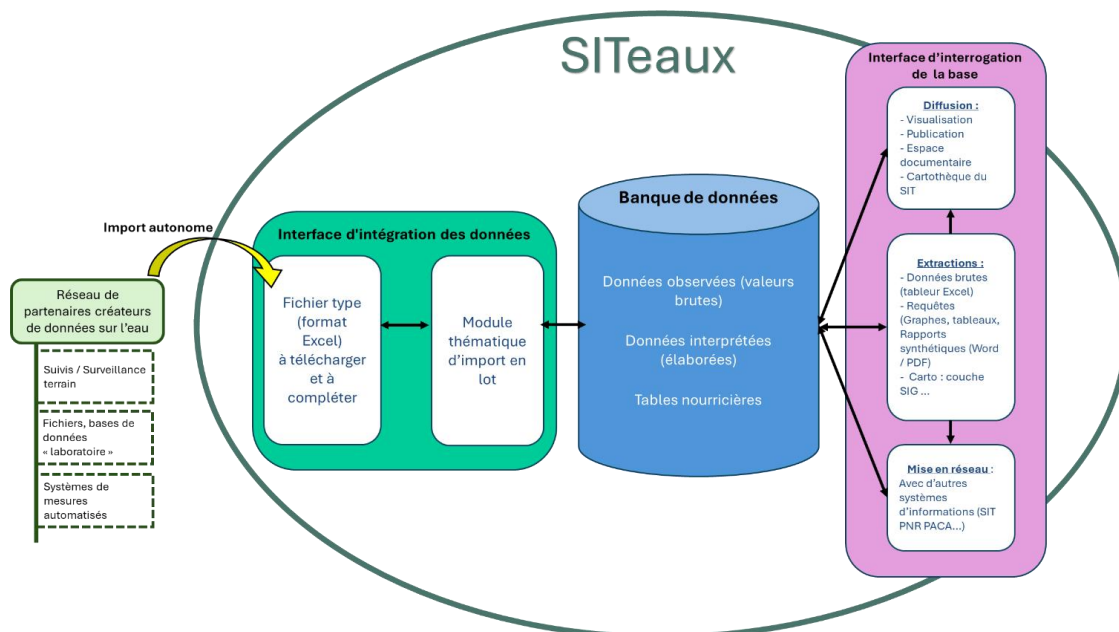 SITeaux
Import autonome
Réseau de
partenaires créateurs
de données sur l'eau
Suivis / Surveillance
terrain
Fichiers, bases de
données
« laboratoire »
Systèmes de
mesures
automatisés
Interface d'intégration des données
Fichier type
(format
Excel)
à télécharger
et à
compléter
Module
thématique
d'import en
lot
Banque de données
Données observées (valeurs
brutes)
Données interprétées
(élaborées)
Tables nourricières
Interface d'interrogation
de la base
Diffusion :
- Visualisation
- Publication
- Espace
documentaire
- Cartothèque du
SIT
Extractions :
- Données brutes
(tableur Excel)
- Requêtes
(Graphes, tableaux,
Rapports
synthétiques (Word
/ PDF)
- Carto : couche
SIG ...
Mise en réseau :
Avec d'autres
systèmes
d'informations (SIT
PNR PACA...)